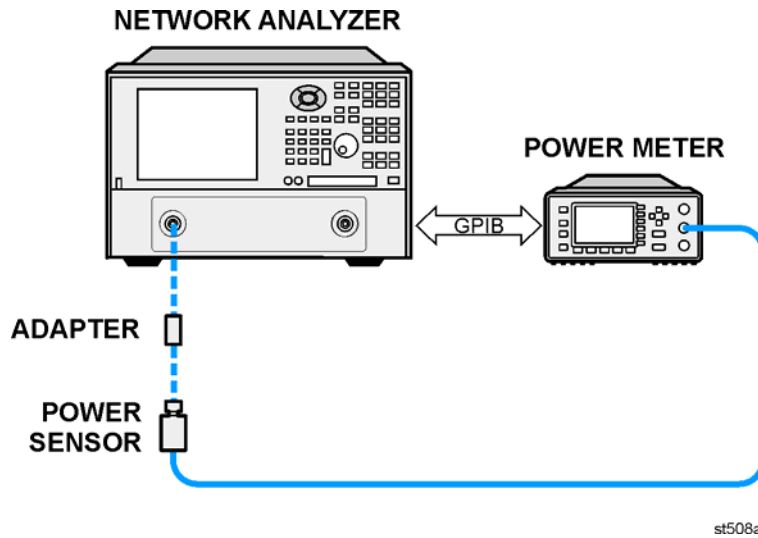 NETWORK ANALYZER
POWER METER
GPIB
ADAPTER
POWER
SENSOR
st508a